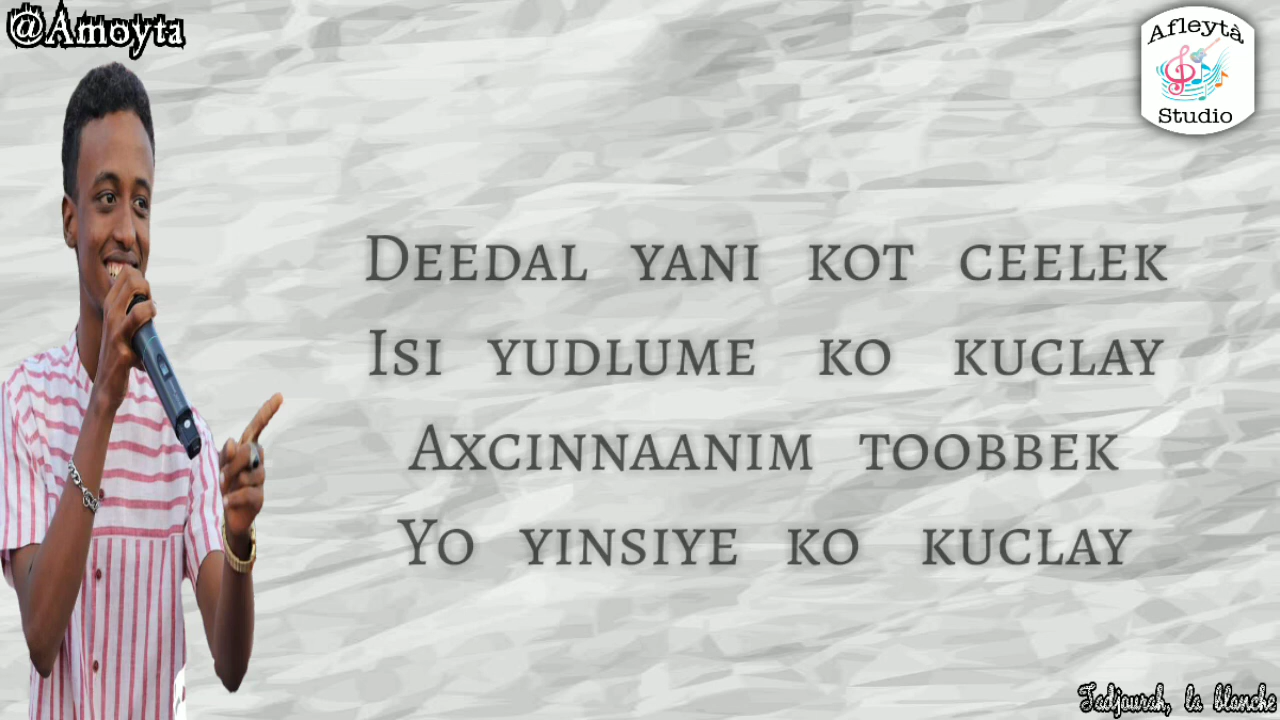 @Amoyta
Afleytà
Studio
Deedal yani kot ceelek
Isi yudlume ko kuclay
Axcinnaanim toobbek
Yo yinsiye ko kuclay
Tadjourah, la blanche